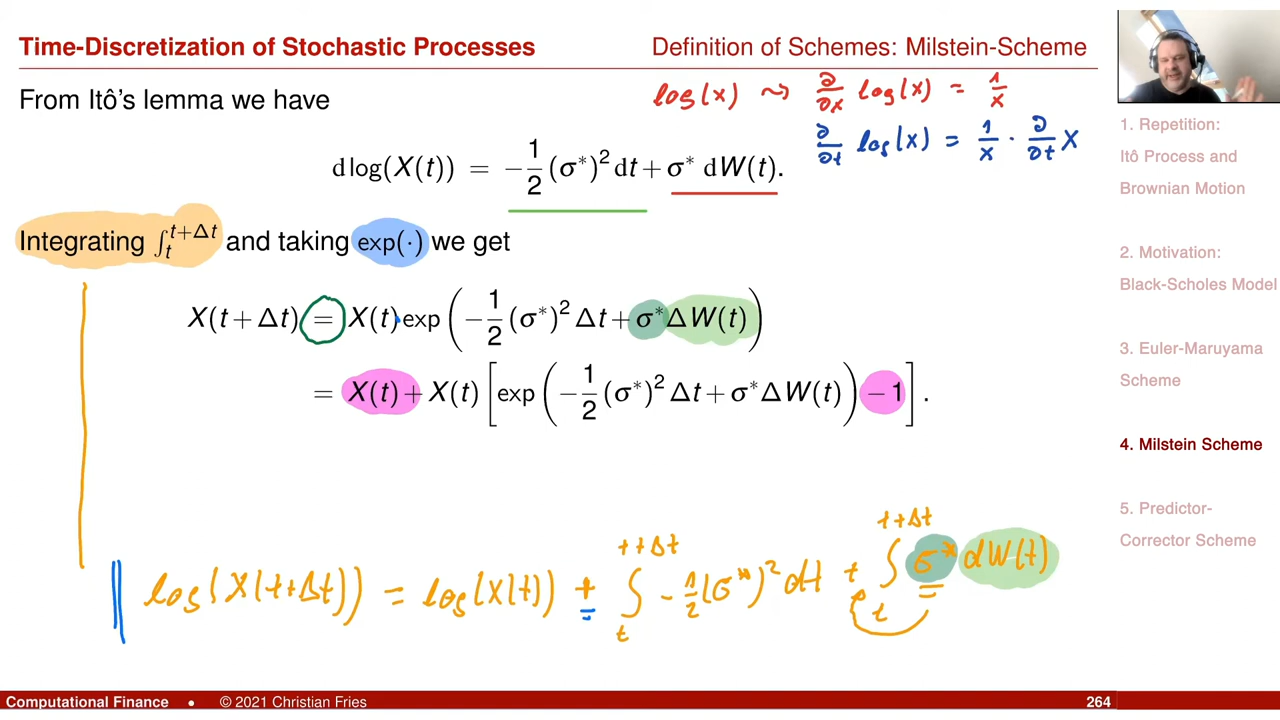 Time-Discretization of Stochastic Processes
Definition of Schemes: Milstein-Scheme
From Itô's lemma we have
log(x) ⇝ ∂/∂x log(x) = 1/x
∂/∂t log(x) = 1/x · ∂/∂t X
d log(X(t)) = −1/2 (σ*)² dt + σ* dW(t).
Integrating ∫_t^{t+Δt} and taking exp(·) we get
X(t + Δt) = X(t)·exp(−1/2 (σ*)² Δt + σ* ΔW(t))
= X(t) + X(t) [exp(−1/2 (σ*)² Δt + σ* ΔW(t)) − 1].
log(X(t+Δt)) = log(X(t)) + ∫_t^{t+Δt} −1/2 (σ*)² dt + ∫_t^{t+Δt} σ* dW(t)
1. Repetition:
Itô Process and
Brownian Motion
2. Motivation:
Black-Scholes Model
3. Euler-Maruyama
Scheme
4. Milstein Scheme
5. Predictor-
Corrector Scheme
Computational Finance • © 2021 Christian Fries 264